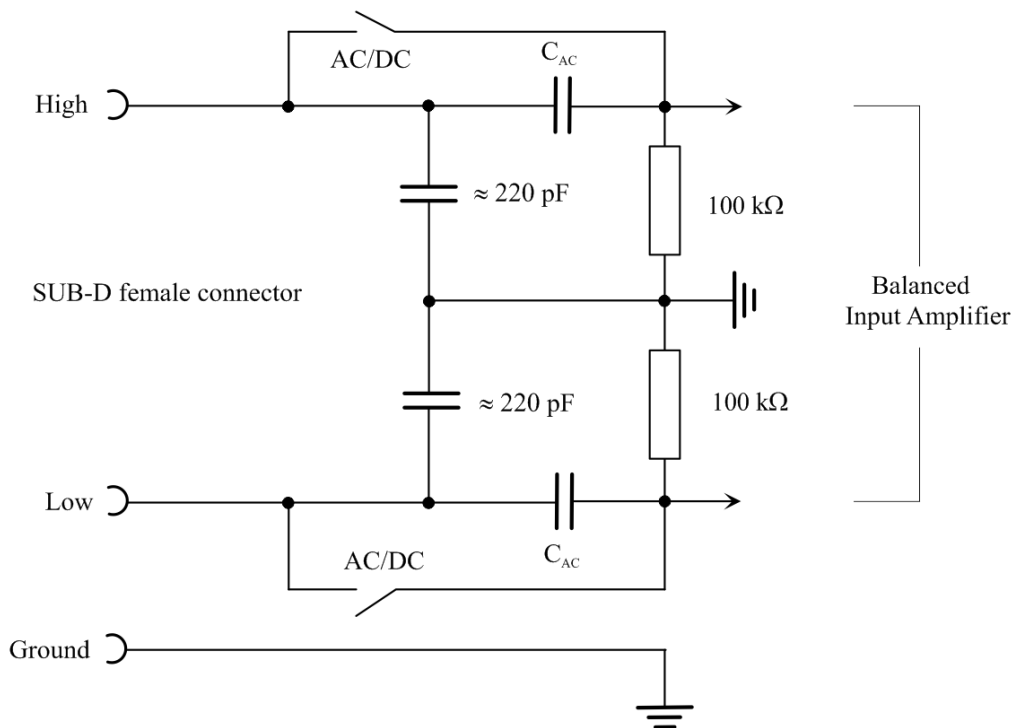 AC/DC
C_AC
High
≈ 220 pF
100 kΩ
SUB-D female connector
Balanced
Input Amplifier
≈ 220 pF
100 kΩ
Low
AC/DC
C_AC
Ground